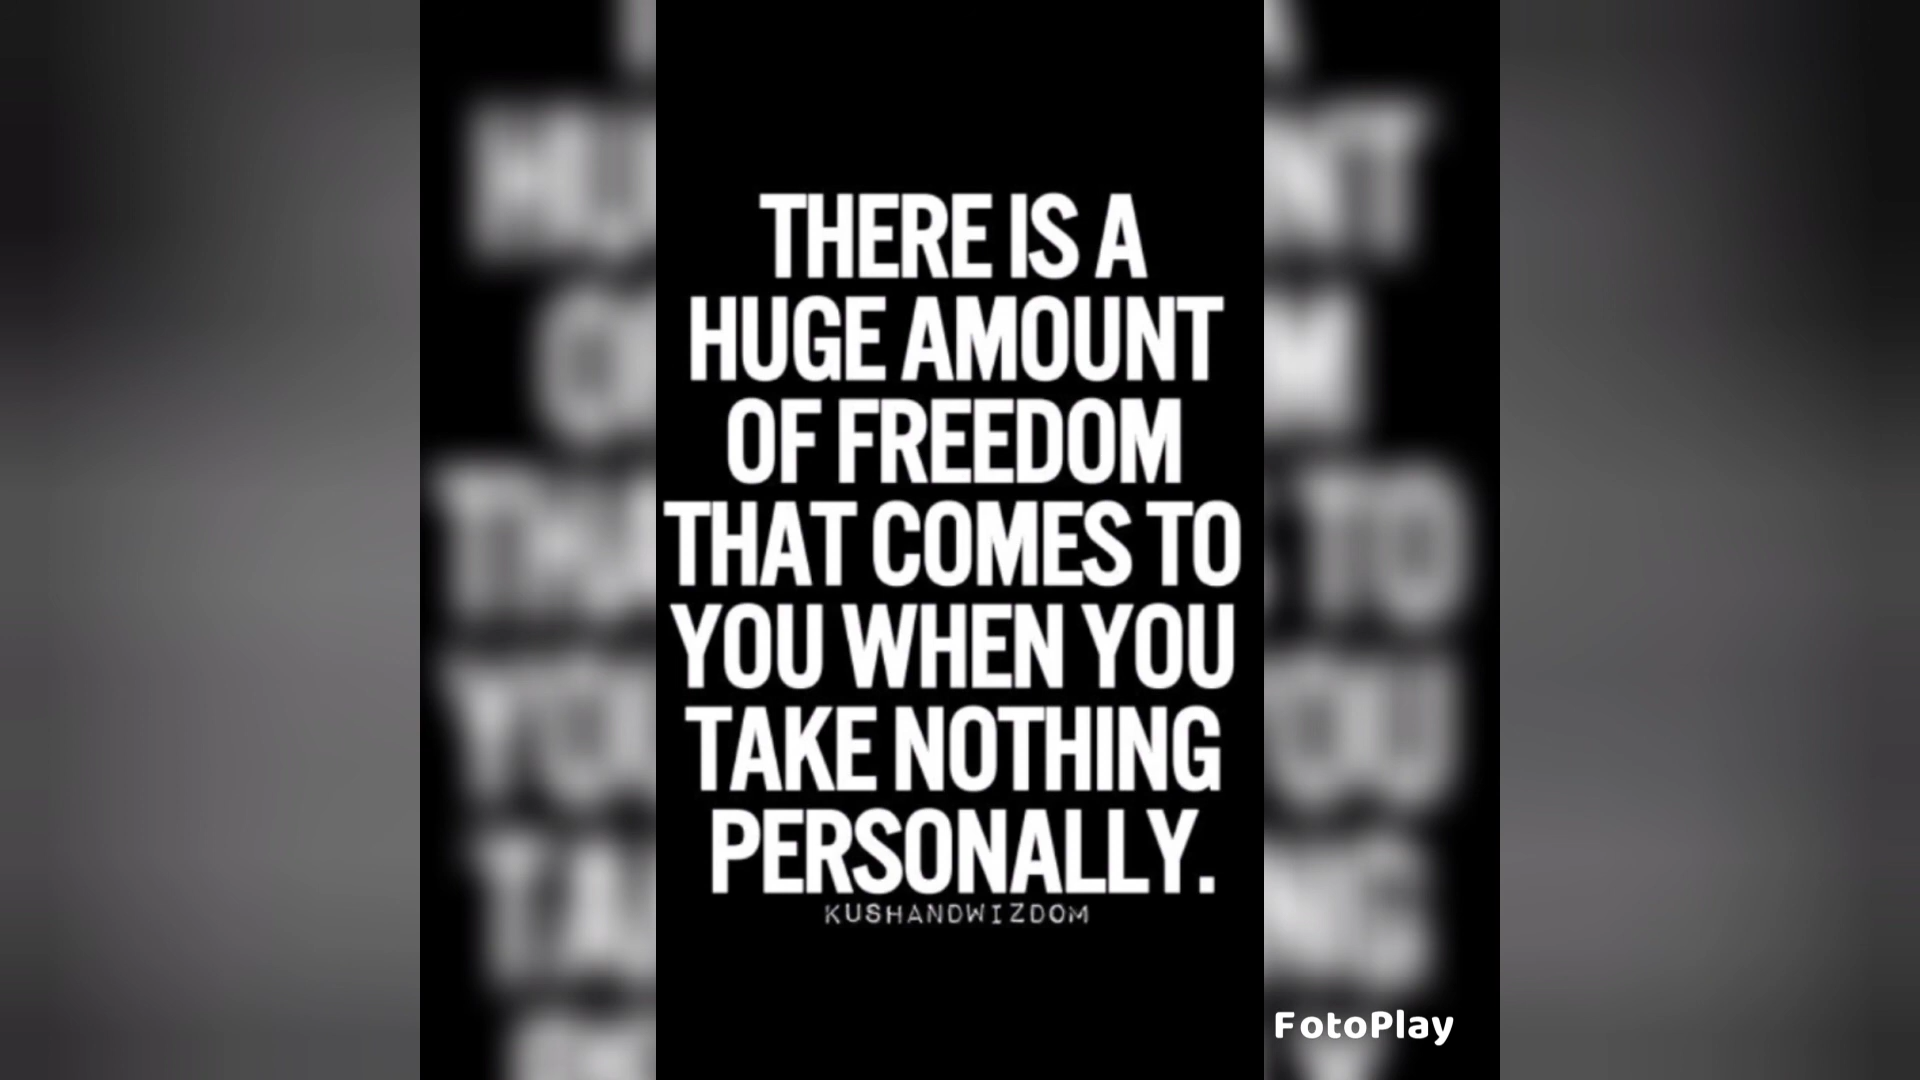 THERE IS A
HUGE AMOUNT
OF FREEDOM
THAT COMES TO
YOU WHEN YOU
TAKE NOTHING
PERSONALLY.
KUSHANDWIZDOM
FotoPlay